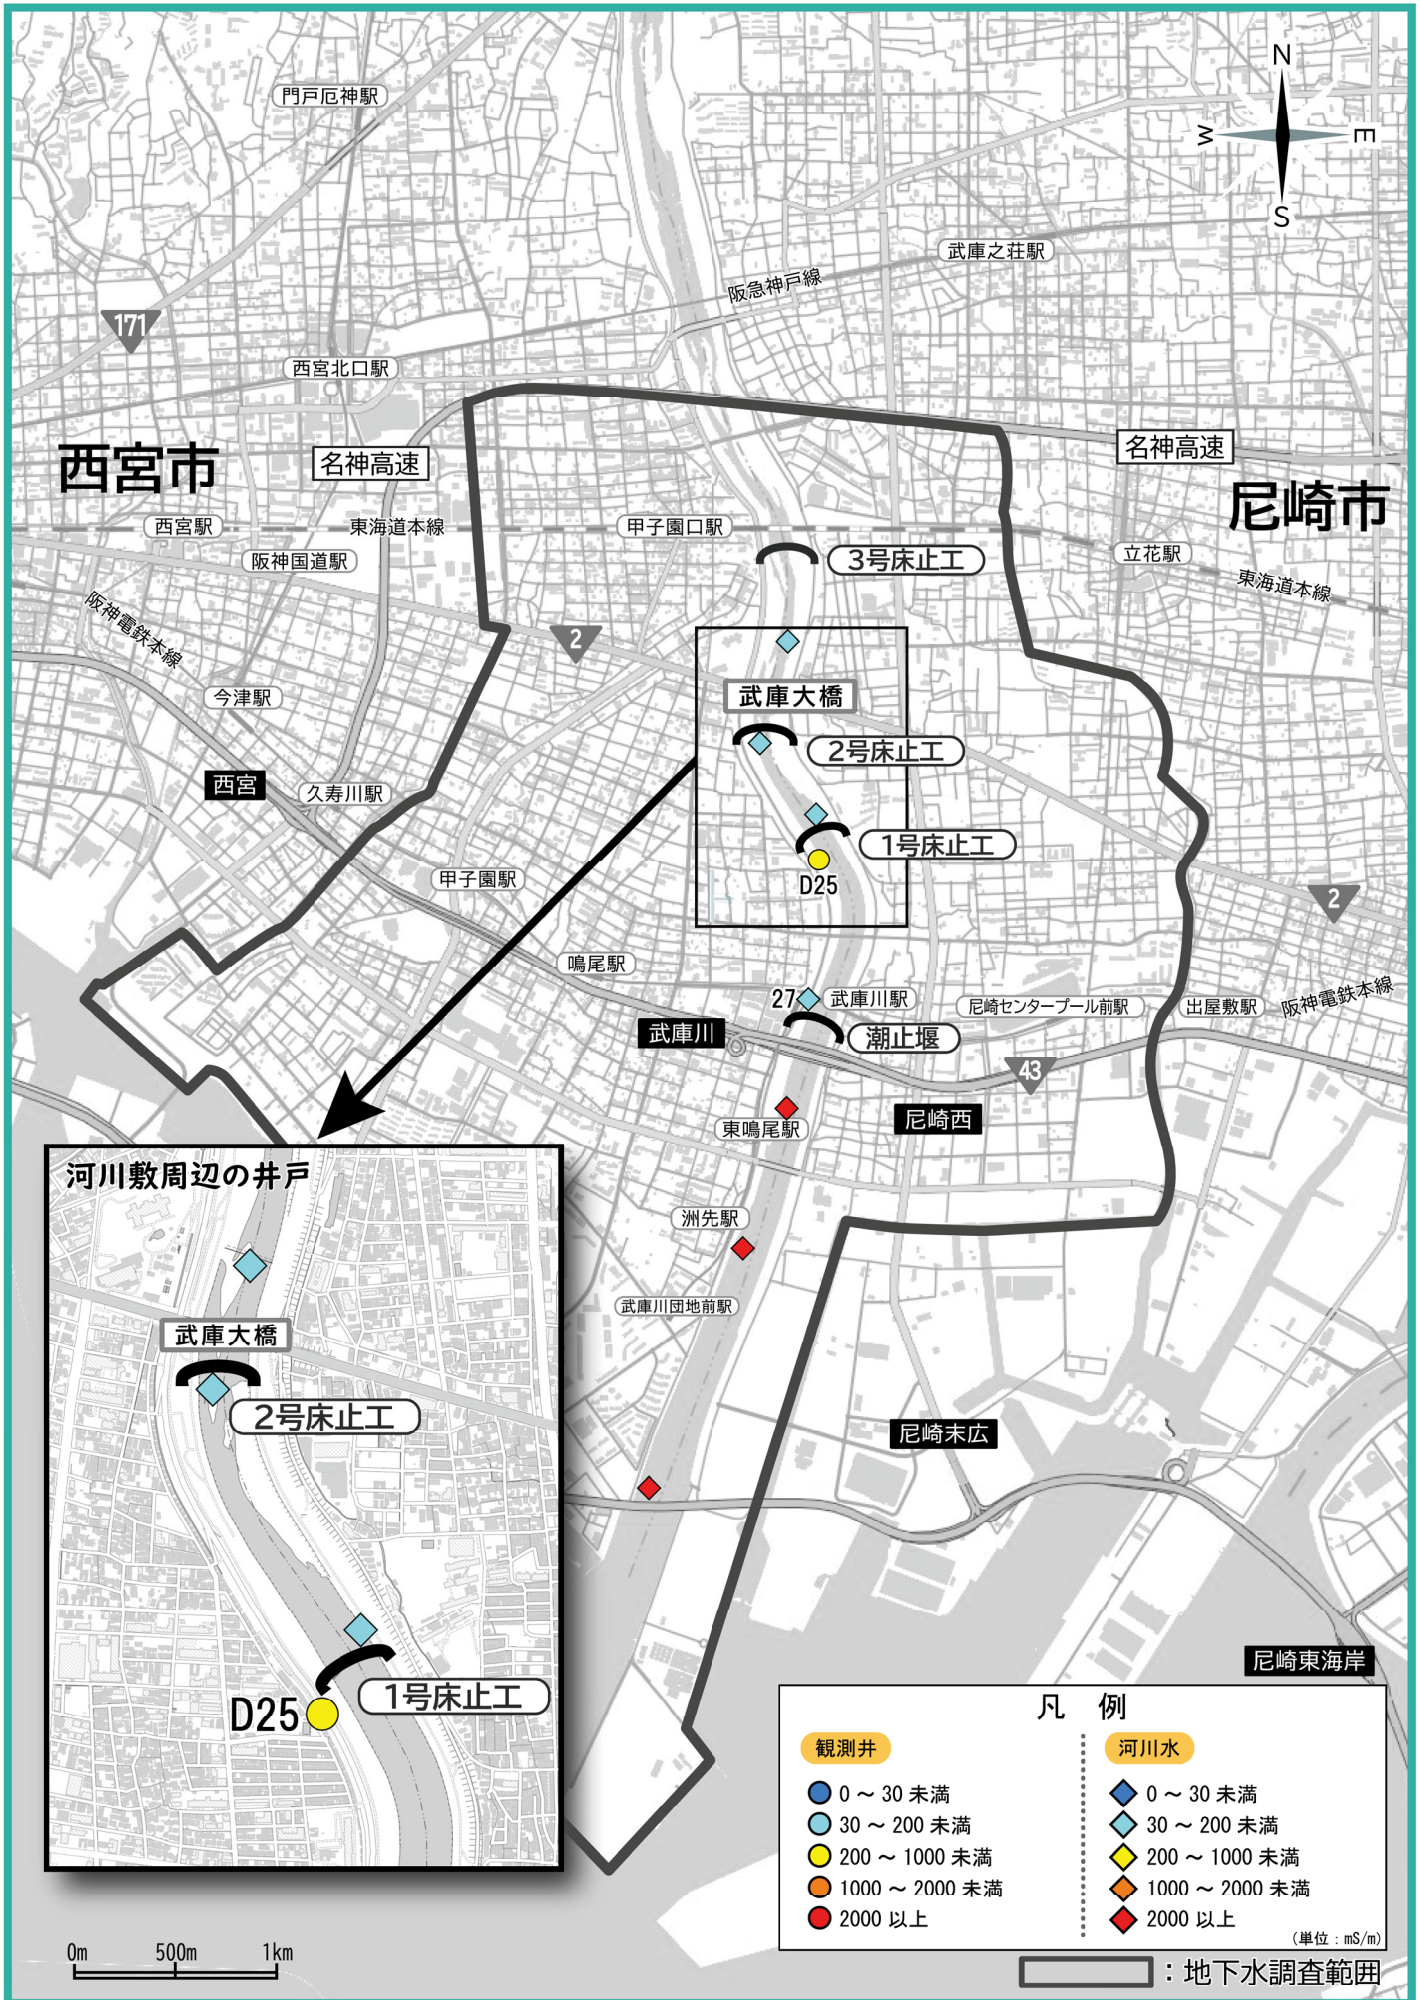 N
W
E
S
門戸厄神駅
武庫之荘駅
阪急神戸線
171
西宮北口駅
西宮市
名神高速
名神高速
尼崎市
西宮駅
東海道本線
甲子園口駅
阪神国道駅
3号床止工
立花駅
東海道本線
阪神電鉄本線
2
今津駅
武庫大橋
2号床止工
西宮
久寿川駅
1号床止工
甲子園駅
D25
2
鳴尾駅
27
武庫川駅
尼崎センタープール前駅
出屋敷駅
阪神電鉄本線
武庫川
潮止堰
43
尼崎西
東鳴尾駅
洲先駅
武庫川団地前駅
尼崎末広
尼崎東海岸
河川敷周辺の井戸
武庫大橋
2号床止工
1号床止工
D25
凡 例
観測井
河川水
0 ～ 30 未満
0 ～ 30 未満
30 ～ 200 未満
30 ～ 200 未満
200 ～ 1000 未満
200 ～ 1000 未満
1000 ～ 2000 未満
1000 ～ 2000 未満
2000 以上
2000 以上
(単位：mS/m)
0m 500m 1km
：地下水調査範囲